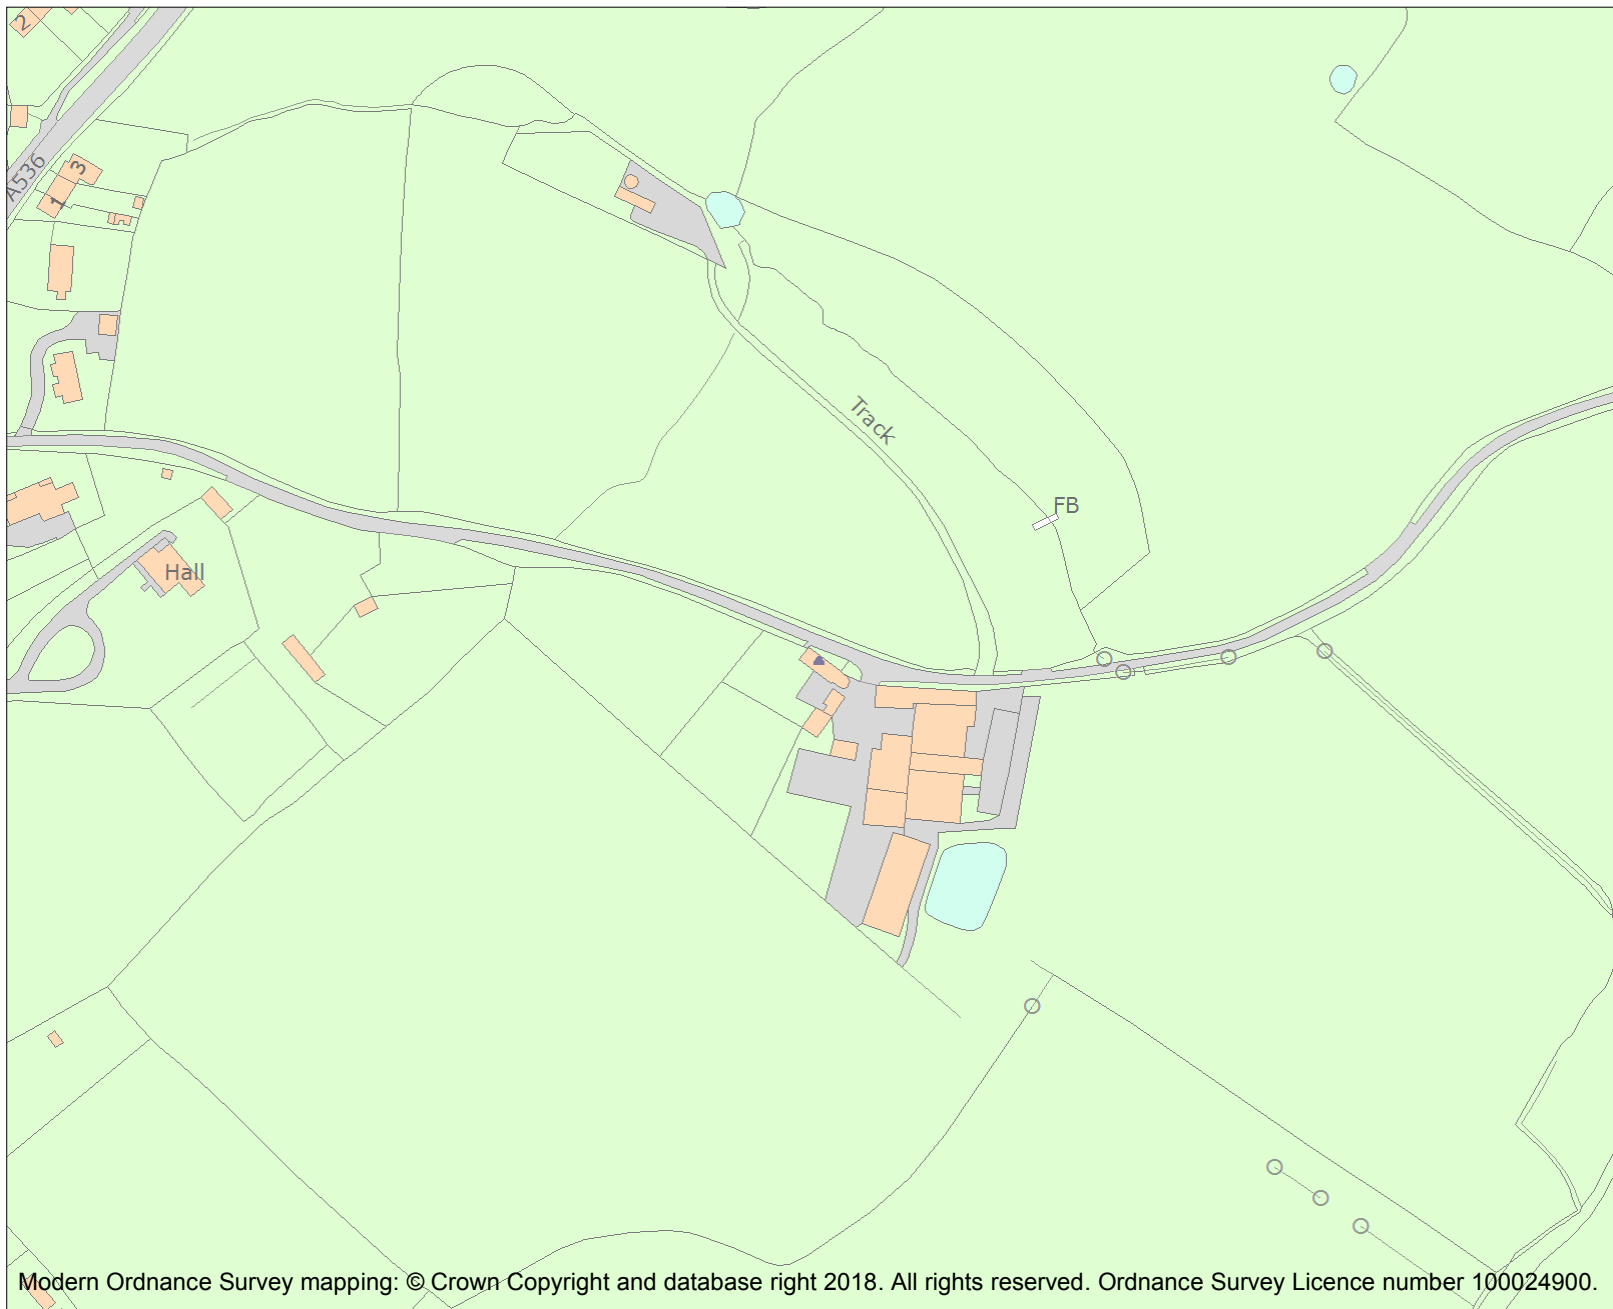 2
A536
3
1
Track
FB
Hall
Modern Ordnance Survey mapping: © Crown Copyright and database right 2018. All rights reserved. Ordnance Survey Licence number 100024900.